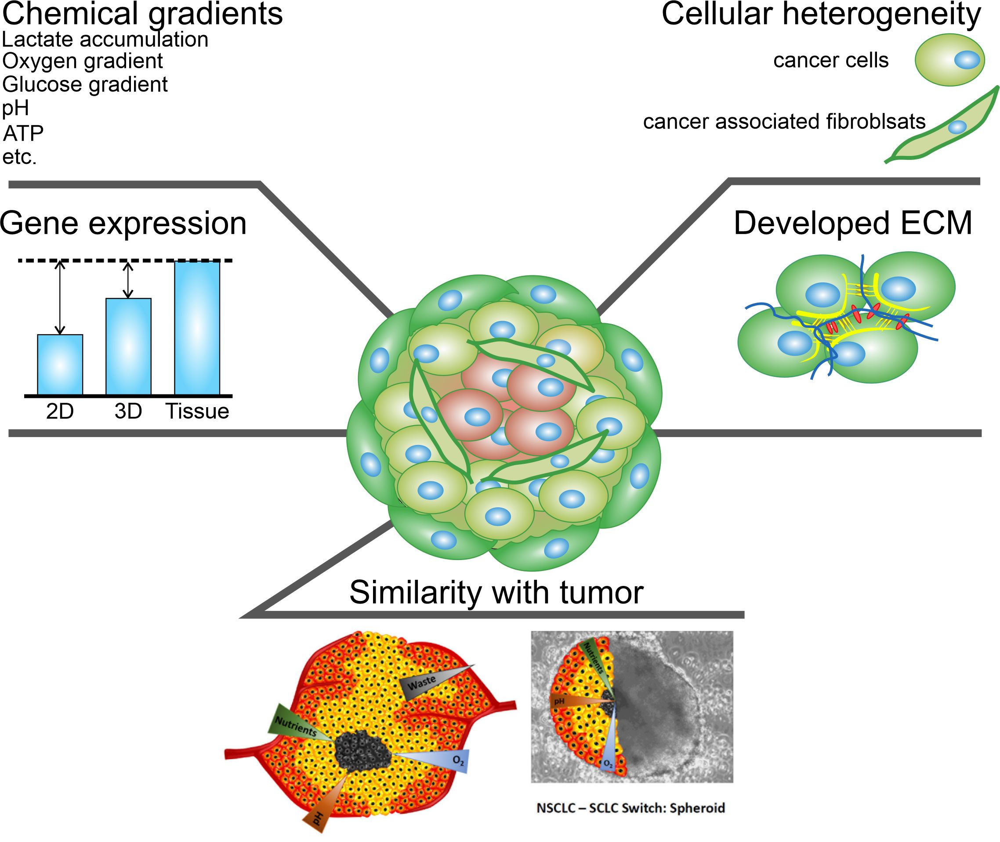 Chemical gradients
Lactate accumulation
Oxygen gradient
Glucose gradient
pH
ATP
etc.
Cellular heterogeneity
cancer cells
cancer associated fibroblsats
Gene expression
2D 3D Tissue
Developed ECM
Similarity with tumor
Waste
Nutrients
O₂
pH
Nutrients
pH
O₂
NSCLC – SCLC Switch: Spheroid